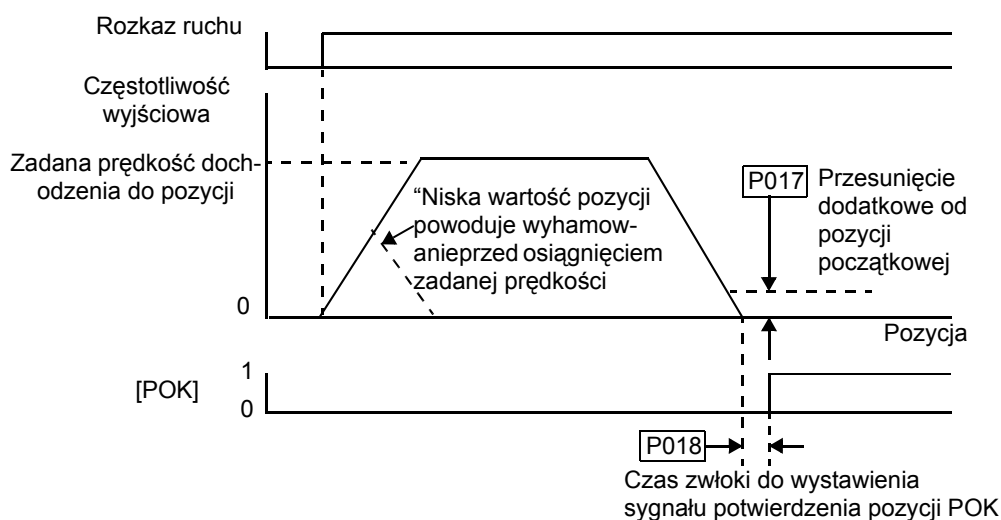 Rozkaz ruchu
Częstotliwość
wyjściowa
Zadana prędkość doch-
odzenia do pozycji
“Niska wartość pozycji
powoduje wyhamow-
anieprzed osiągnięciem
zadanej prędkości
P017
Przesunięcie
dodatkowe od
pozycji
początkowej
0
Pozycja
[POK]
1
0
P018
Czas zwłoki do wystawienia
sygnału potwierdzenia pozycji POK